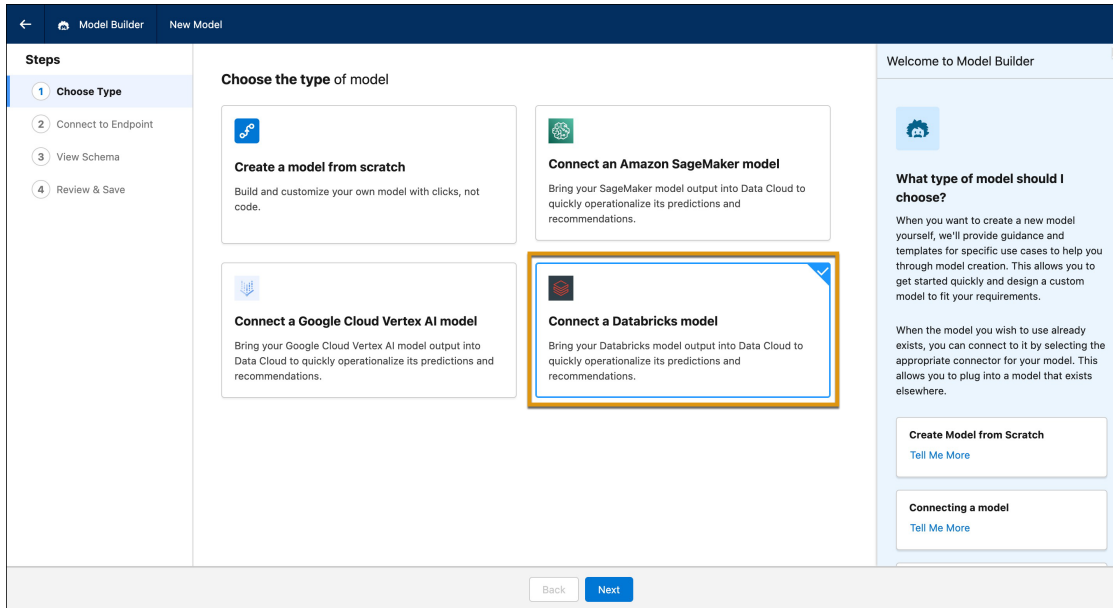 Model Builder
New Model
Steps
1 Choose Type
2 Connect to Endpoint
3 View Schema
4 Review & Save
Choose the type of model
Create a model from scratch
Build and customize your own model with clicks, not
code.
Connect an Amazon SageMaker model
Bring your SageMaker model output into Data Cloud to
quickly operationalize its predictions and
recommendations.
Connect a Google Cloud Vertex AI model
Bring your Google Cloud Vertex AI model output into
Data Cloud to quickly operationalize its predictions and
recommendations.
Connect a Databricks model
Bring your Databricks model output into Data Cloud to
quickly operationalize its predictions and
recommendations.
Back
Next
Welcome to Model Builder
What type of model should I
choose?
When you want to create a new model
yourself, we'll provide guidance and
templates for specific use cases to help you
through model creation. This allows you to
get started quickly and design a custom
model to fit your requirements.
When the model you wish to use already
exists, you can connect to it by selecting the
appropriate connector for your model. This
allows you to plug into a model that exists
elsewhere.
Create Model from Scratch
Tell Me More
Connecting a model
Tell Me More